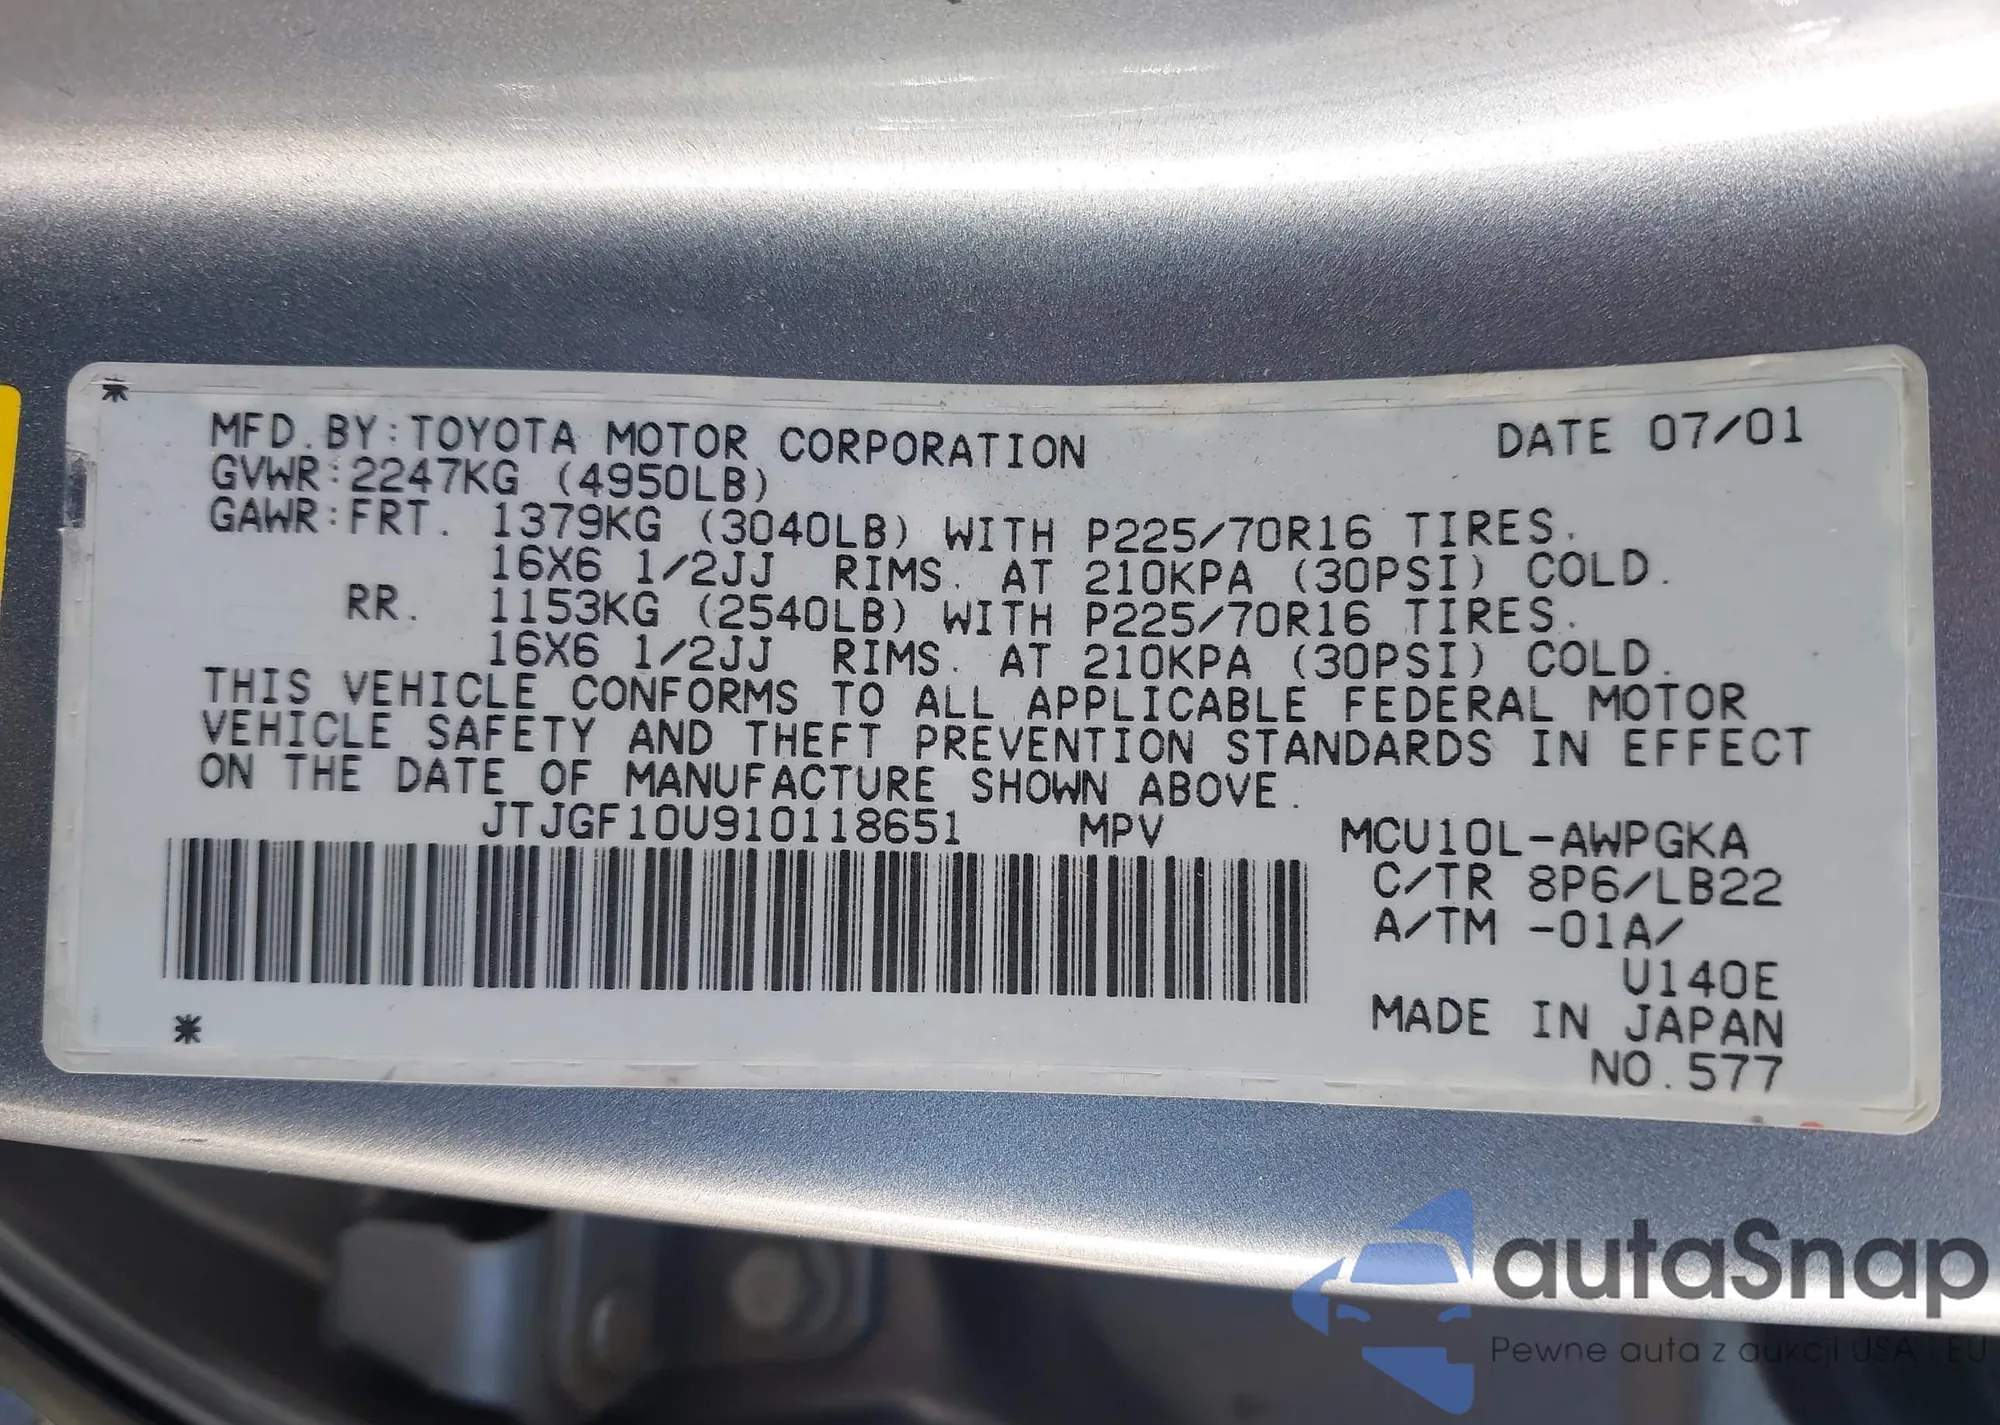 MFD.BY:TOYOTA MOTOR CORPORATION DATE 07/01
GVWR:2247KG (4950LB)
GAWR:FRT. 1379KG (3040LB) WITH P225/70R16 TIRES.
16X6 1/2JJ RIMS. AT 210KPA (30PSI) COLD.
RR. 1153KG (2540LB) WITH P225/70R16 TIRES.
16X6 1/2JJ RIMS. AT 210KPA (30PSI) COLD.
THIS VEHICLE CONFORMS TO ALL APPLICABLE FEDERAL MOTOR
VEHICLE SAFETY AND THEFT PREVENTION STANDARDS IN EFFECT
ON THE DATE OF MANUFACTURE SHOWN ABOVE.
JTJGF10U910118651 MPV MCU10L-AWPGKA
C/TR 8P6/LB22
A/TM -01A/
U140E
MADE IN JAPAN
NO.577
autaSnap
Pewne auta z aukcji USA i EU